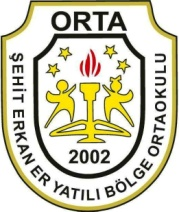 ORTA
ŞEHİT ERKAN ER YATILI BÖLGE ORTAOKULU
2002